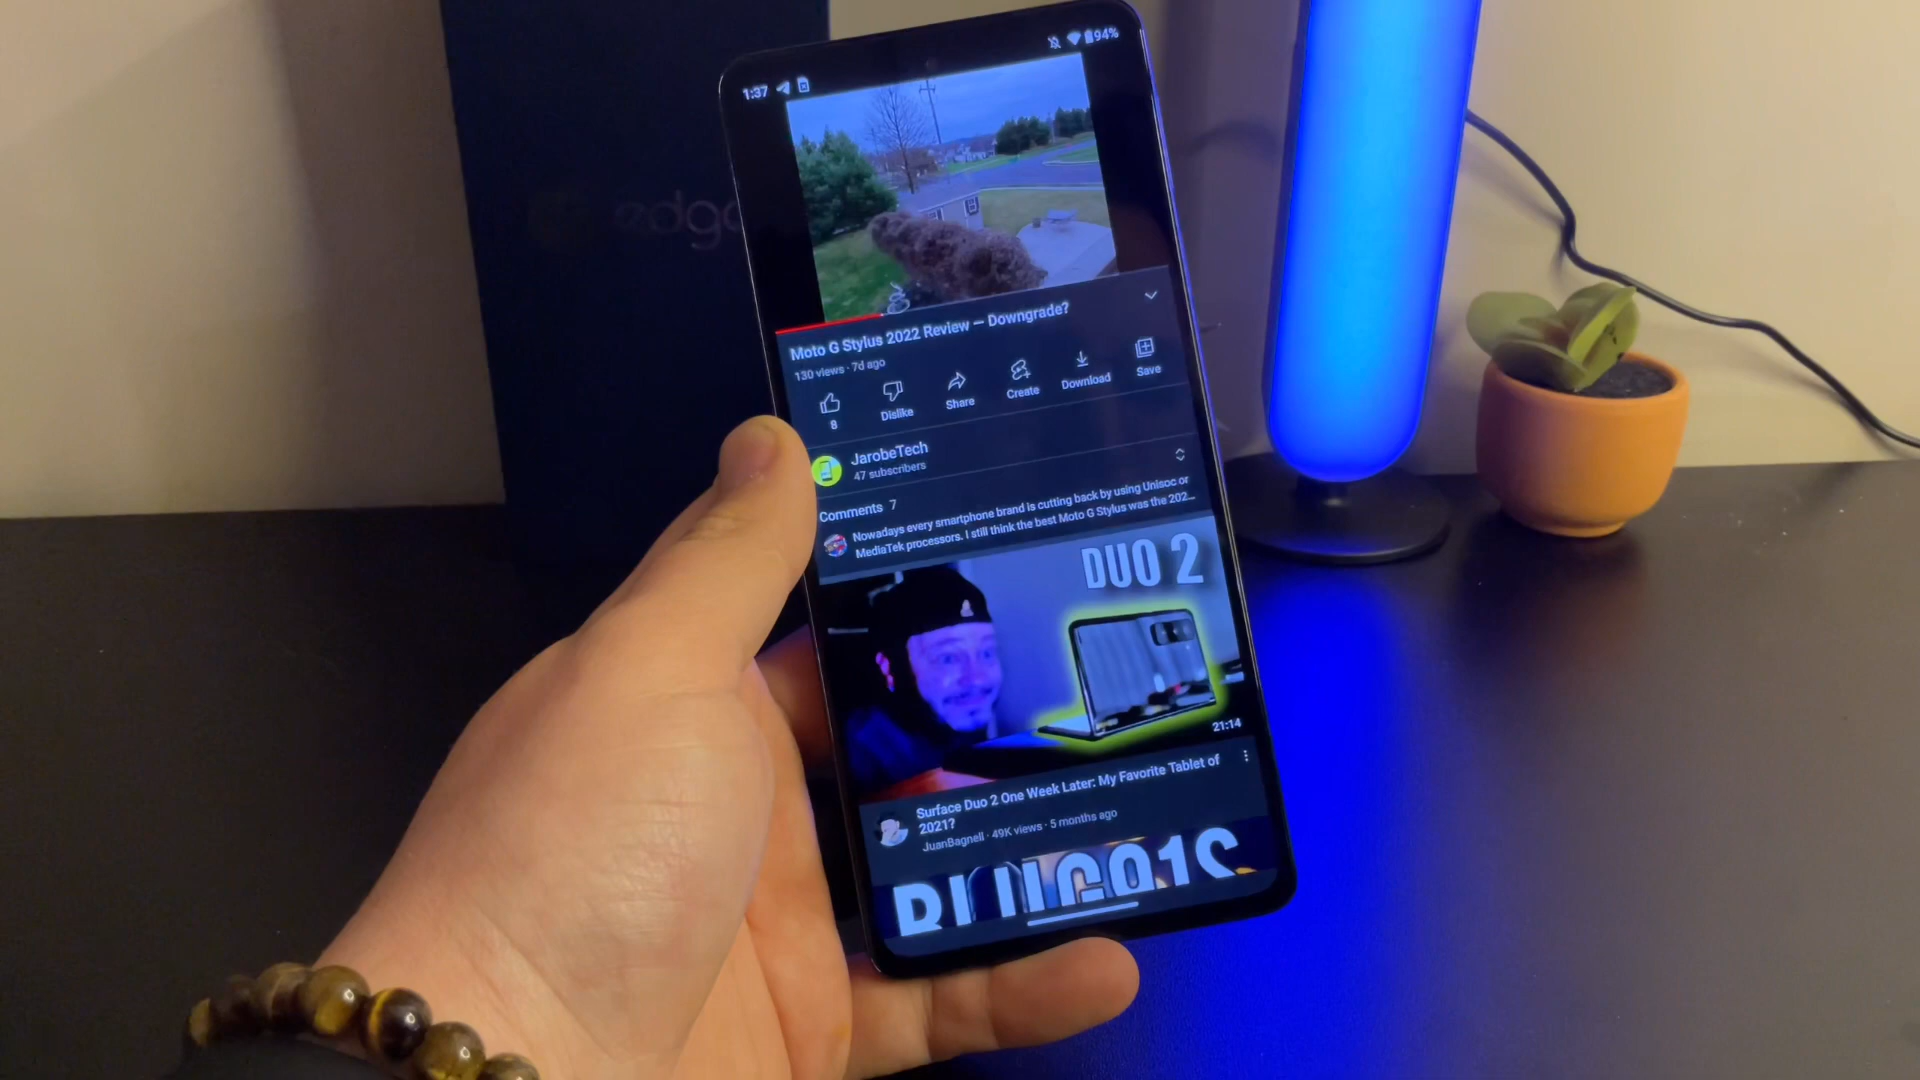 edge
1:37
94%
Moto G Stylus 2022 Review – Downgrade?
130 views · 7d ago
8
Dislike
Share
Create
Download
Save
JarobeTech
47 subscribers
Comments 7
Nowadays every smartphone brand is cutting back by using Unisoc or
MediaTek processors. I still think the best Moto G Stylus was the 202...
DUO 2
21:14
Surface Duo 2 One Week Later: My Favorite Tablet of
2021?
JuanBagnell · 49K views · 5 months ago